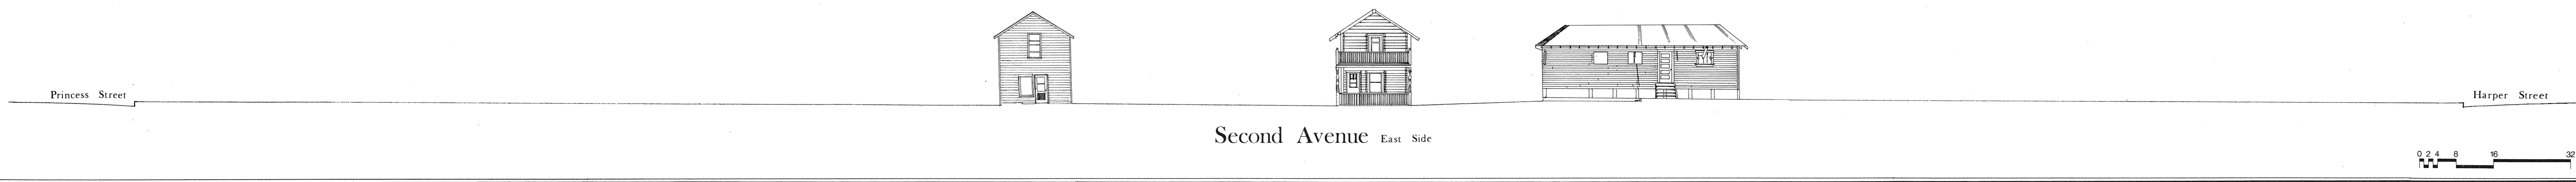 Princess Street
Harper Street
Second Avenue East Side
0 2 4 8 16 32